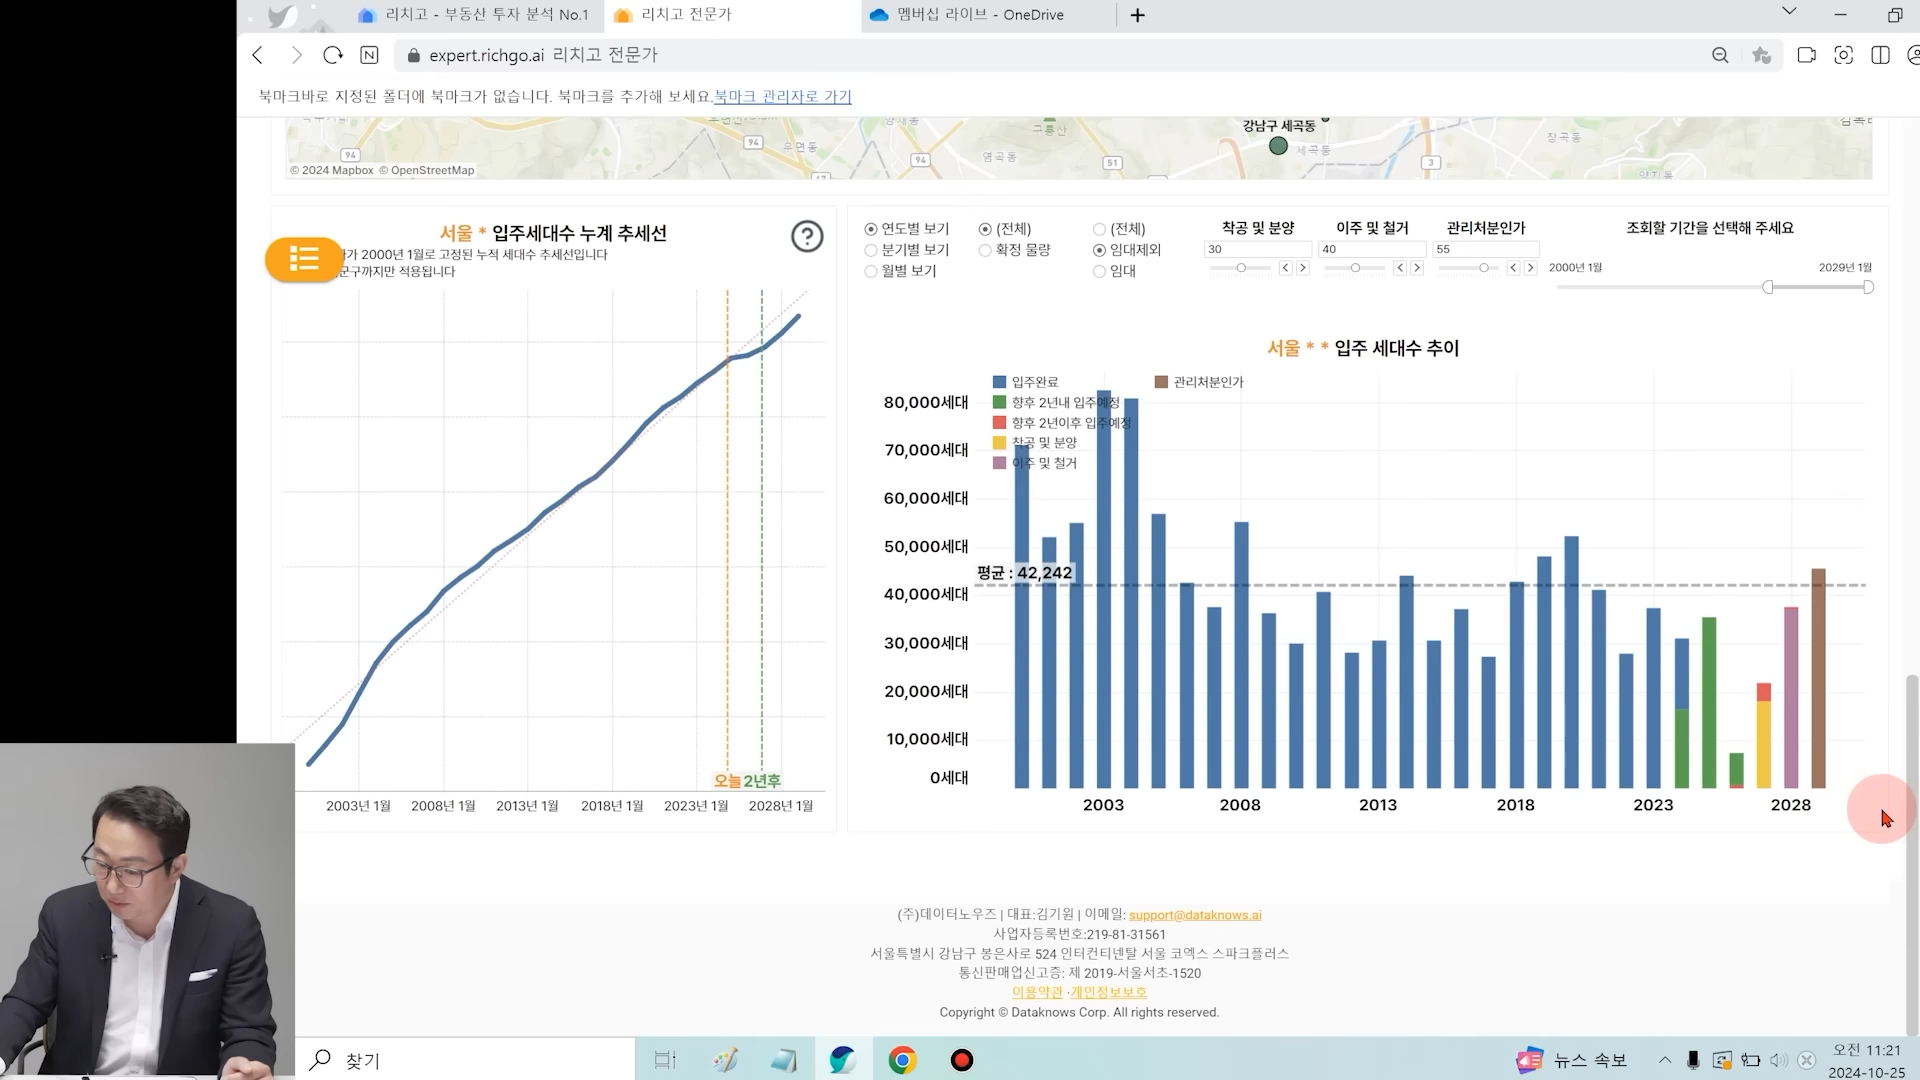 리치고 - 부동산 투자 분석 No.1
리치고 전문가
멤버십 라이브 - OneDrive
expert.richgo.ai 리치고 전문가
북마크바로 지정된 폴더에 북마크가 없습니다. 북마크를 추가해 보세요. 북마크 관리자로 가기
94
우면동
94
94
염곡동
구룡산
51
강남구 세곡동
세곡동
3
장곡동
© 2024 Mapbox © OpenStreetMap
서울 * 입주세대수 누계 추세선
가 2000년 1월로 고정된 누적 세대수 추세선입니다
군구까지만 적용됩니다
오늘 2년후
2003년 1월 2008년 1월 2013년 1월 2018년 1월 2023년 1월 2028년 1월
연도별 보기
분기별 보기
월별 보기
(전체)
확정 물량
(전체)
임대제외
임대
착공 및 분양
30
이주 및 철거
40
관리처분인가
55
조회할 기간을 선택해 주세요
2000년 1월 2029년 1월
서울 * * 입주 세대수 추이
입주완료
향후 2년내 입주예정
향후 2년이후 입주예정
착공 및 분양
이주 및 철거
관리처분인가
80,000세대
70,000세대
60,000세대
50,000세대
평균 : 42,242
40,000세대
30,000세대
20,000세대
10,000세대
0세대
2003 2008 2013 2018 2023 2028
(주)데이터노우즈 | 대표:김기원 | 이메일: support@dataknows.ai
사업자등록번호:219-81-31561
서울특별시 강남구 봉은사로 524 인터컨티넨탈 서울 코엑스 스파크플러스
통신판매업신고증: 제 2019-서울서초-1520
이용약관 ·개인정보보호
Copyright © Dataknows Corp. All rights reserved.
찾기
뉴스 속보
오전 11:21
2024-10-25